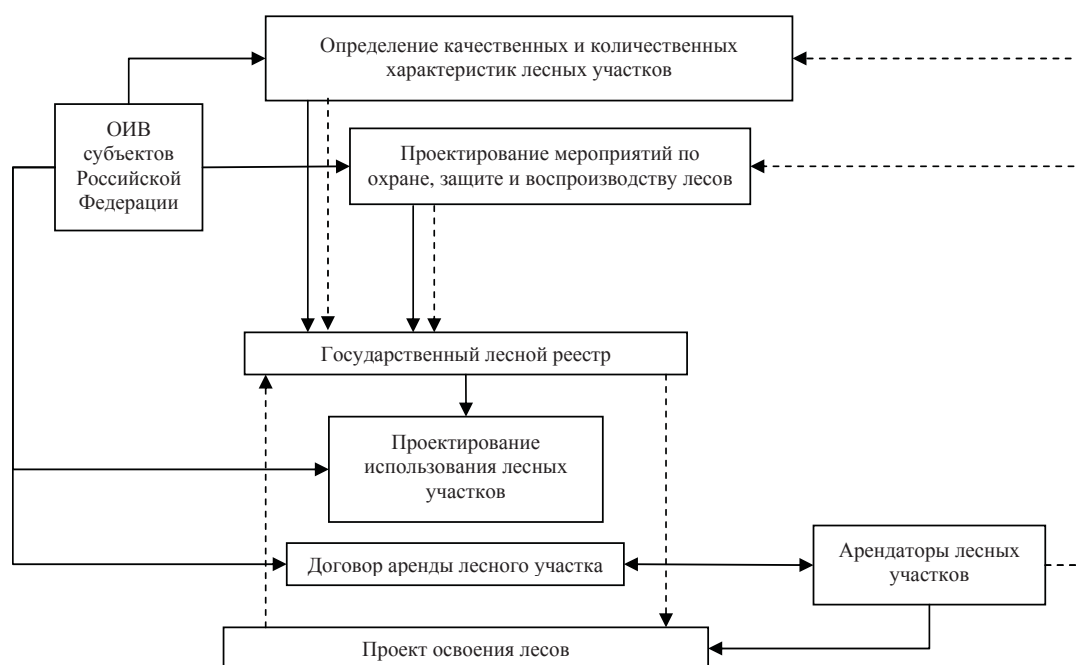 Определение качественных и количественных
характеристик лесных участков
ОИВ
субъектов
Российской
Федерации
Проектирование мероприятий по
охране, защите и воспроизводству лесов
Государственный лесной реестр
Проектирование
использования лесных
участков
Договор аренды лесного участка
Арендаторы лесных
участков
Проект освоения лесов